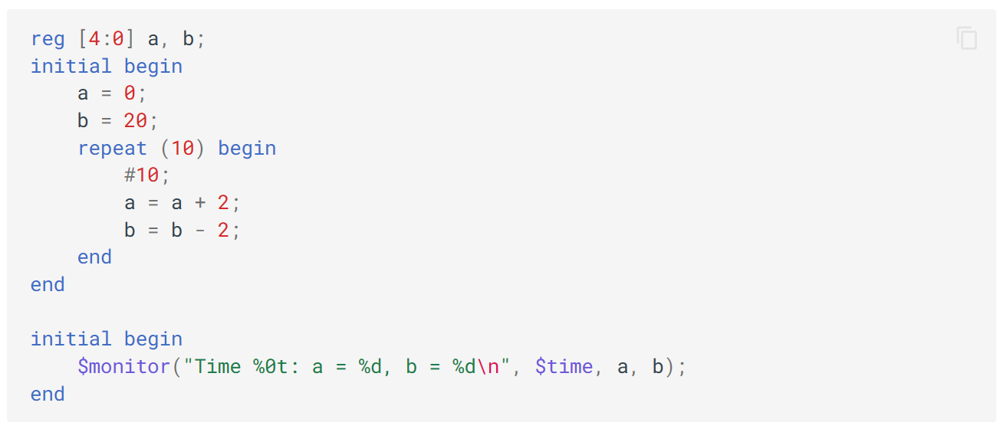 reg [4:0] a, b;
initial begin
    a = 0;
    b = 20;
    repeat (10) begin
        #10;
        a = a + 2;
        b = b - 2;
    end
end

initial begin
    $monitor("Time %0t: a = %d, b = %d\n", $time, a, b);
end